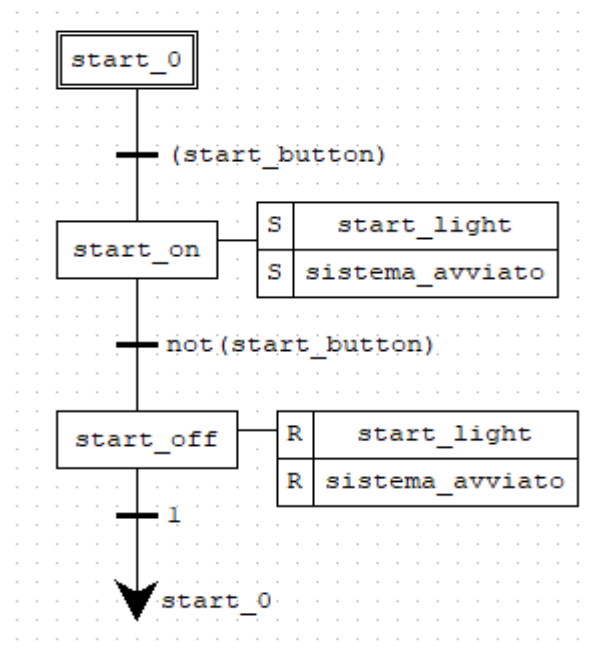 start_0
(start_button)
start_on
S start_light
S sistema_avviato
not(start_button)
start_off
R start_light
R sistema_avviato
1
start_0